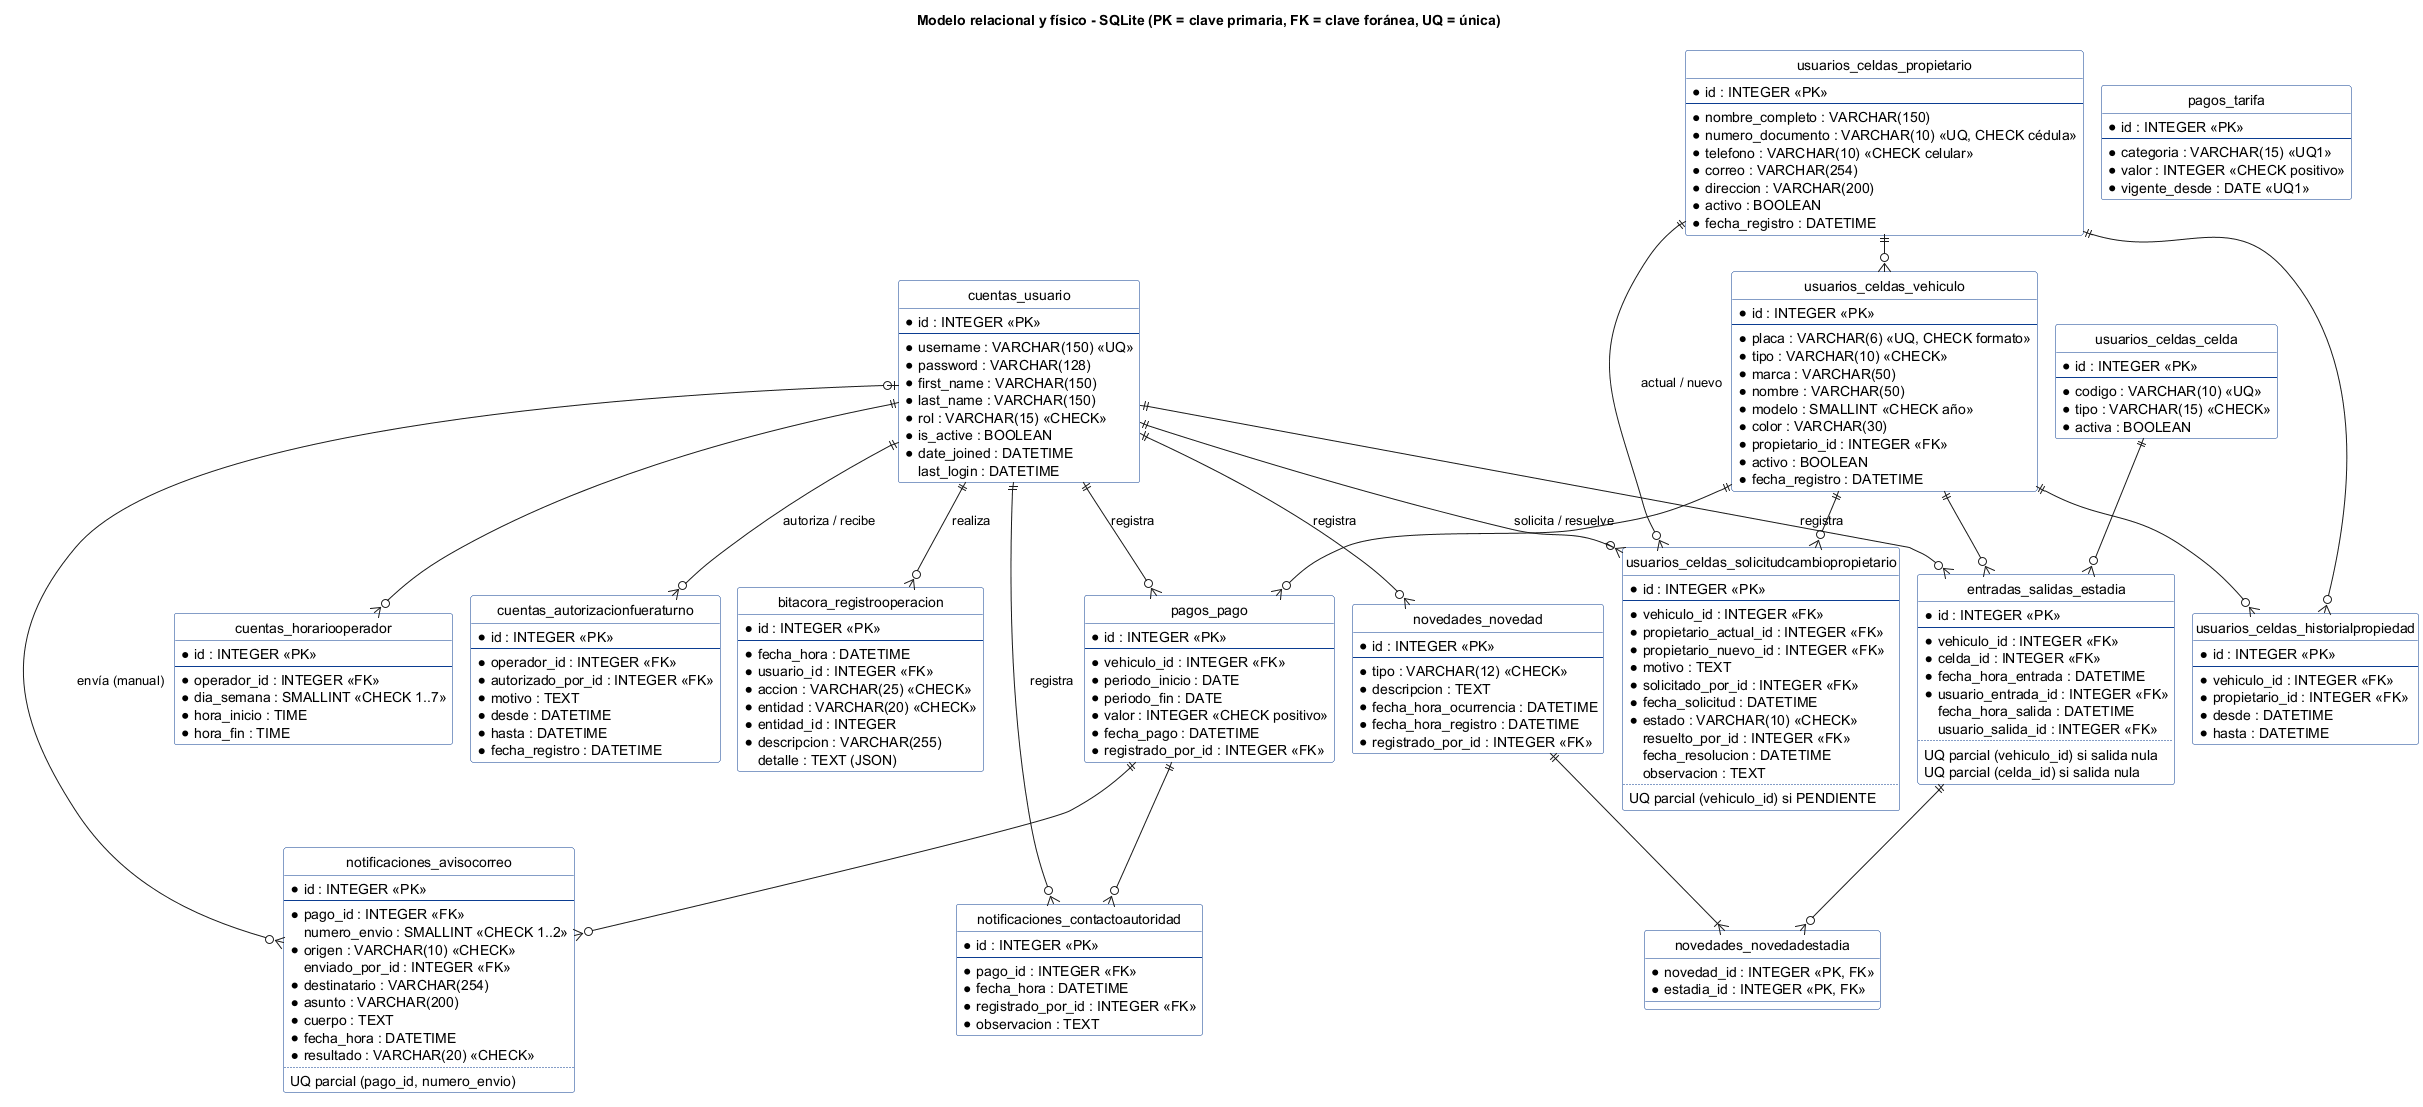 Modelo relacional y físico - SQLite (PK = clave primaria, FK = clave foránea, UQ = única)
usuarios_celdas_propietario
id : INTEGER «PK»
nombre_completo : VARCHAR(150)
numero_documento : VARCHAR(10) «UQ, CHECK cédula»
telefono : VARCHAR(10) «CHECK celular»
correo : VARCHAR(254)
direccion : VARCHAR(200)
activo : BOOLEAN
fecha_registro : DATETIME
pagos_tarifa
id : INTEGER «PK»
categoria : VARCHAR(15) «UQ1»
valor : INTEGER «CHECK positivo»
vigente_desde : DATE «UQ1»
cuentas_usuario
id : INTEGER «PK»
username : VARCHAR(150) «UQ»
password : VARCHAR(128)
first_name : VARCHAR(150)
last_name : VARCHAR(150)
rol : VARCHAR(15) «CHECK»
is_active : BOOLEAN
date_joined : DATETIME
last_login : DATETIME
usuarios_celdas_vehiculo
id : INTEGER «PK»
placa : VARCHAR(6) «UQ, CHECK formato»
tipo : VARCHAR(10) «CHECK»
marca : VARCHAR(50)
nombre : VARCHAR(50)
modelo : SMALLINT «CHECK año»
color : VARCHAR(30)
propietario_id : INTEGER «FK»
activo : BOOLEAN
fecha_registro : DATETIME
usuarios_celdas_celda
id : INTEGER «PK»
codigo : VARCHAR(10) «UQ»
tipo : VARCHAR(15) «CHECK»
activa : BOOLEAN
actual / nuevo
autoriza / recibe
realiza
registra
registra
solicita / resuelve
registra
cuentas_horariooperador
id : INTEGER «PK»
operador_id : INTEGER «FK»
dia_semana : SMALLINT «CHECK 1..7»
hora_inicio : TIME
hora_fin : TIME
cuentas_autorizacionfueraturno
id : INTEGER «PK»
operador_id : INTEGER «FK»
autorizado_por_id : INTEGER «FK»
motivo : TEXT
desde : DATETIME
hasta : DATETIME
fecha_registro : DATETIME
bitacora_registrooperacion
id : INTEGER «PK»
fecha_hora : DATETIME
usuario_id : INTEGER «FK»
accion : VARCHAR(25) «CHECK»
entidad : VARCHAR(20) «CHECK»
entidad_id : INTEGER
descripcion : VARCHAR(255)
detalle : TEXT (JSON)
pagos_pago
id : INTEGER «PK»
vehiculo_id : INTEGER «FK»
periodo_inicio : DATE
periodo_fin : DATE
valor : INTEGER «CHECK positivo»
fecha_pago : DATETIME
registrado_por_id : INTEGER «FK»
novedades_novedad
id : INTEGER «PK»
tipo : VARCHAR(12) «CHECK»
descripcion : TEXT
fecha_hora_ocurrencia : DATETIME
fecha_hora_registro : DATETIME
registrado_por_id : INTEGER «FK»
usuarios_celdas_solicitudcambiopropietario
id : INTEGER «PK»
vehiculo_id : INTEGER «FK»
propietario_actual_id : INTEGER «FK»
propietario_nuevo_id : INTEGER «FK»
motivo : TEXT
solicitado_por_id : INTEGER «FK»
fecha_solicitud : DATETIME
estado : VARCHAR(10) «CHECK»
resuelto_por_id : INTEGER «FK»
fecha_resolucion : DATETIME
observacion : TEXT
UQ parcial (vehiculo_id) si PENDIENTE
entradas_salidas_estadia
id : INTEGER «PK»
vehiculo_id : INTEGER «FK»
celda_id : INTEGER «FK»
fecha_hora_entrada : DATETIME
usuario_entrada_id : INTEGER «FK»
fecha_hora_salida : DATETIME
usuario_salida_id : INTEGER «FK»
UQ parcial (vehiculo_id) si salida nula
UQ parcial (celda_id) si salida nula
usuarios_celdas_historialpropiedad
id : INTEGER «PK»
vehiculo_id : INTEGER «FK»
propietario_id : INTEGER «FK»
desde : DATETIME
hasta : DATETIME
envía (manual)
registra
notificaciones_avisocorreo
id : INTEGER «PK»
pago_id : INTEGER «FK»
numero_envio : SMALLINT «CHECK 1..2»
origen : VARCHAR(10) «CHECK»
enviado_por_id : INTEGER «FK»
destinatario : VARCHAR(254)
asunto : VARCHAR(200)
cuerpo : TEXT
fecha_hora : DATETIME
resultado : VARCHAR(20) «CHECK»
UQ parcial (pago_id, numero_envio)
notificaciones_contactoautoridad
id : INTEGER «PK»
pago_id : INTEGER «FK»
fecha_hora : DATETIME
registrado_por_id : INTEGER «FK»
observacion : TEXT
novedades_novedadestadia
novedad_id : INTEGER «PK, FK»
estadia_id : INTEGER «PK, FK»